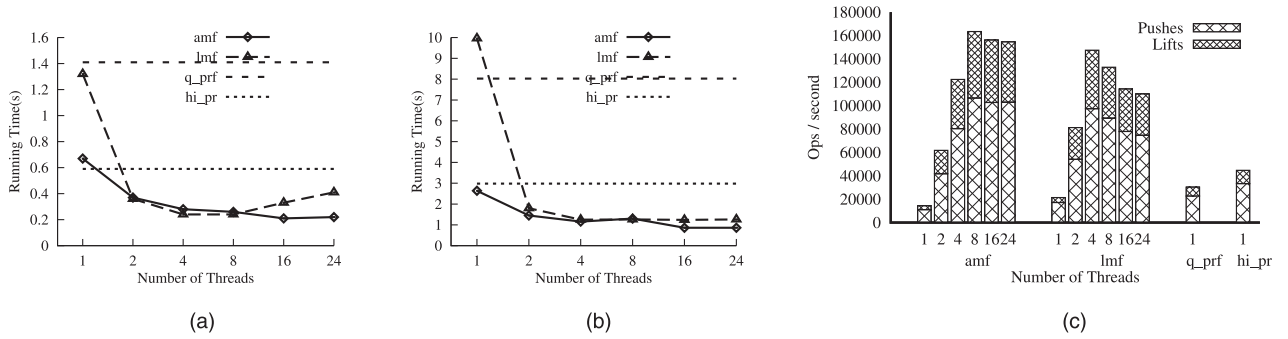 amf
lmf
q_prf
hi_pr
1.6
1.4
1.2
1
0.8
0.6
0.4
0.2
0
Running Time(s)
1 2 4 8 16 24
Number of Threads
(a)
amf
lmf
q_prf
hi_pr
10
9
8
7
6
5
4
3
2
1
0
Running Time(s)
1 2 4 8 16 24
Number of Threads
(b)
Pushes
Lifts
180000
160000
140000
120000
100000
80000
60000
40000
20000
0
Ops / second
1 2 4 8 16 24 1 2 4 8 16 24 1 1
amf lmf q_prf hi_pr
Number of Threads
(c)